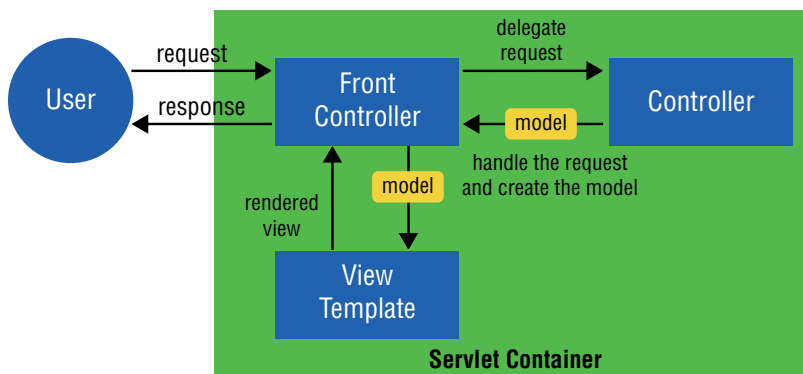 request
User
response
Front
Controller
delegate
request
Controller
model
handle the request
and create the model
model
rendered
view
View
Template
Servlet Container